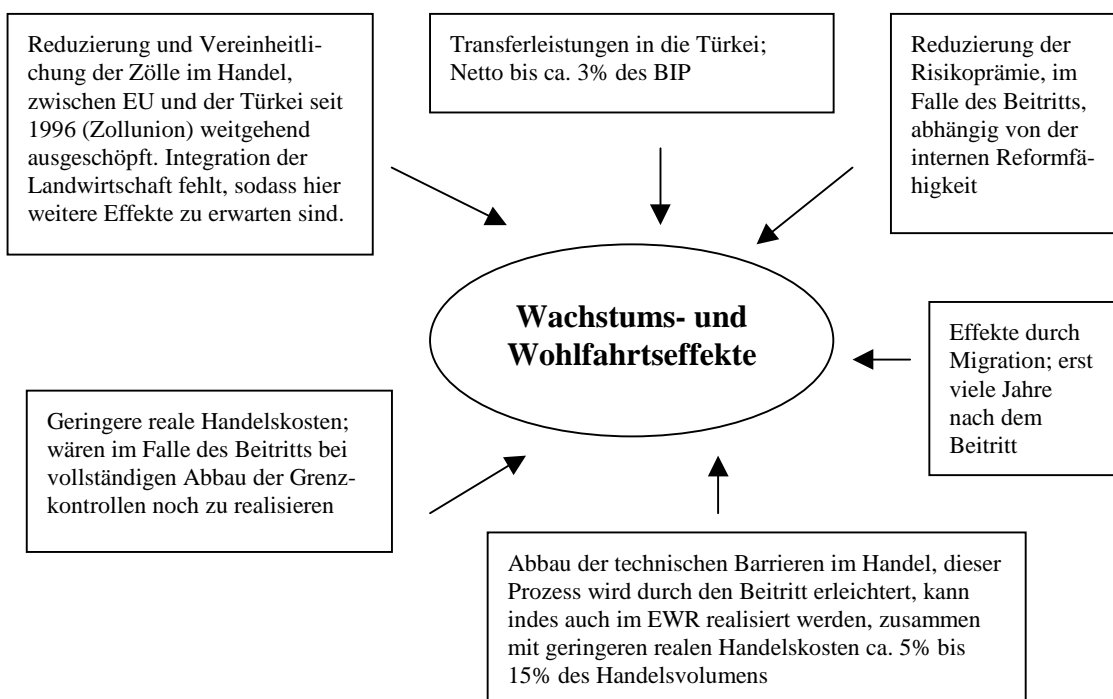 Reduzierung und Vereinheitli-
chung der Zölle im Handel,
zwischen EU und der Türkei seit
1996 (Zollunion) weitgehend
ausgeschöpft. Integration der
Landwirtschaft fehlt, sodass hier
weitere Effekte zu erwarten sind.
Transferleistungen in die Türkei;
Netto bis ca. 3% des BIP
Reduzierung der
Risikoprämie, im
Falle des Beitritts,
abhängig von der
internen Reformfä-
higkeit
Wachstums- und
Wohlfahrtseffekte
Effekte durch
Migration; erst
viele Jahre
nach dem
Beitritt
Geringere reale Handelskosten;
wären im Falle des Beitritts bei
vollständigen Abbau der Grenz-
kontrollen noch zu realisieren
Abbau der technischen Barrieren im Handel, dieser
Prozess wird durch den Beitritt erleichtert, kann
indes auch im EWR realisiert werden, zusammen
mit geringeren realen Handelskosten ca. 5% bis
15% des Handelsvolumens